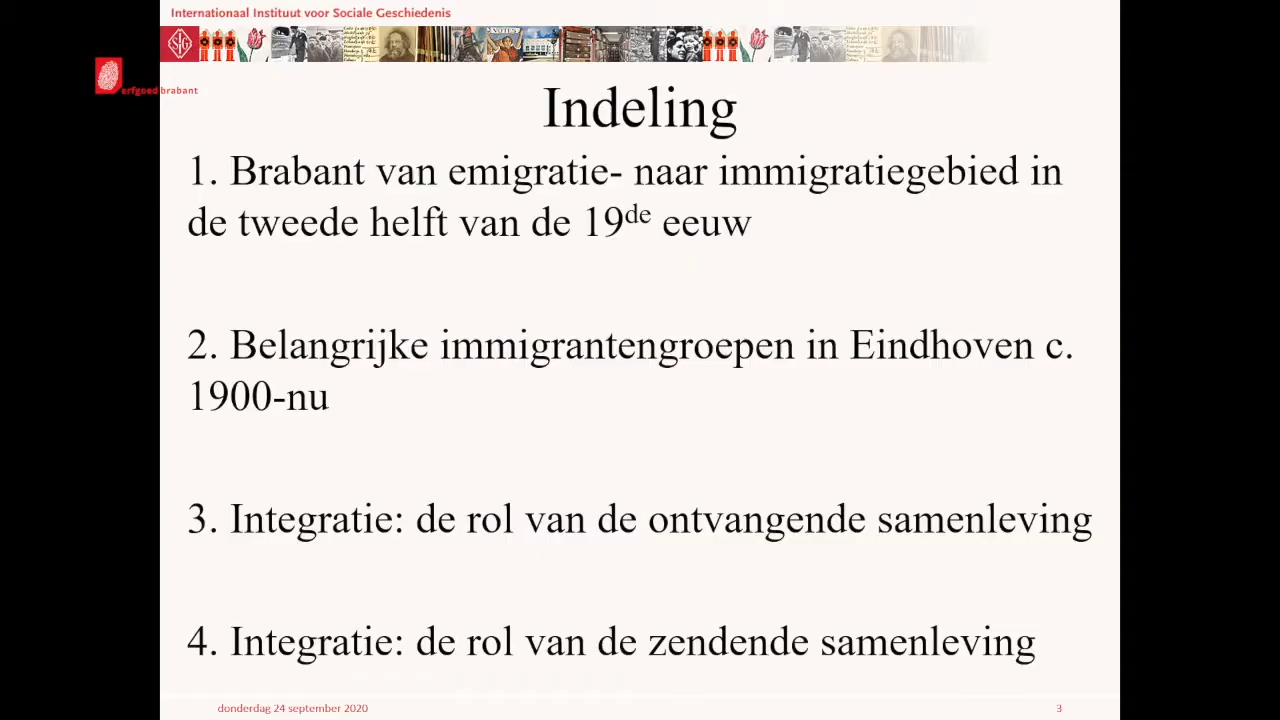 Internationaal Instituut voor Sociale Geschiedenis
erfgoed brabant
Indeling
1. Brabant van emigratie- naar immigratiegebied in
de tweede helft van de 19de eeuw
2. Belangrijke immigrantengroepen in Eindhoven c.
1900-nu
3. Integratie: de rol van de ontvangende samenleving
4. Integratie: de rol van de zendende samenleving
donderdag 24 september 2020
3